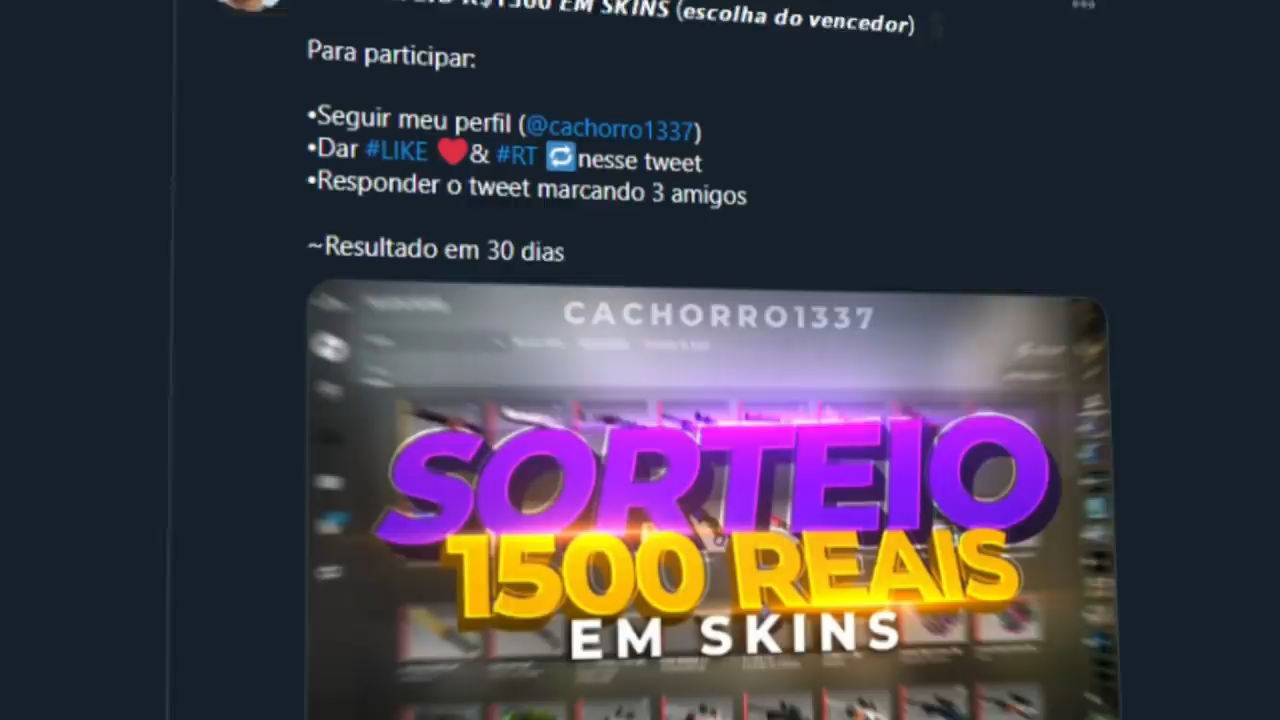 R$1500 EM SKINS (escolha do vencedor)
Para participar:
•Seguir meu perfil (@cachorro1337)
•Dar #LIKE ❤️& #RT 🔁nesse tweet
•Responder o tweet marcando 3 amigos
~Resultado em 30 dias
CACHORRO1337
SORTEIO
1500 REAIS
EM SKINS